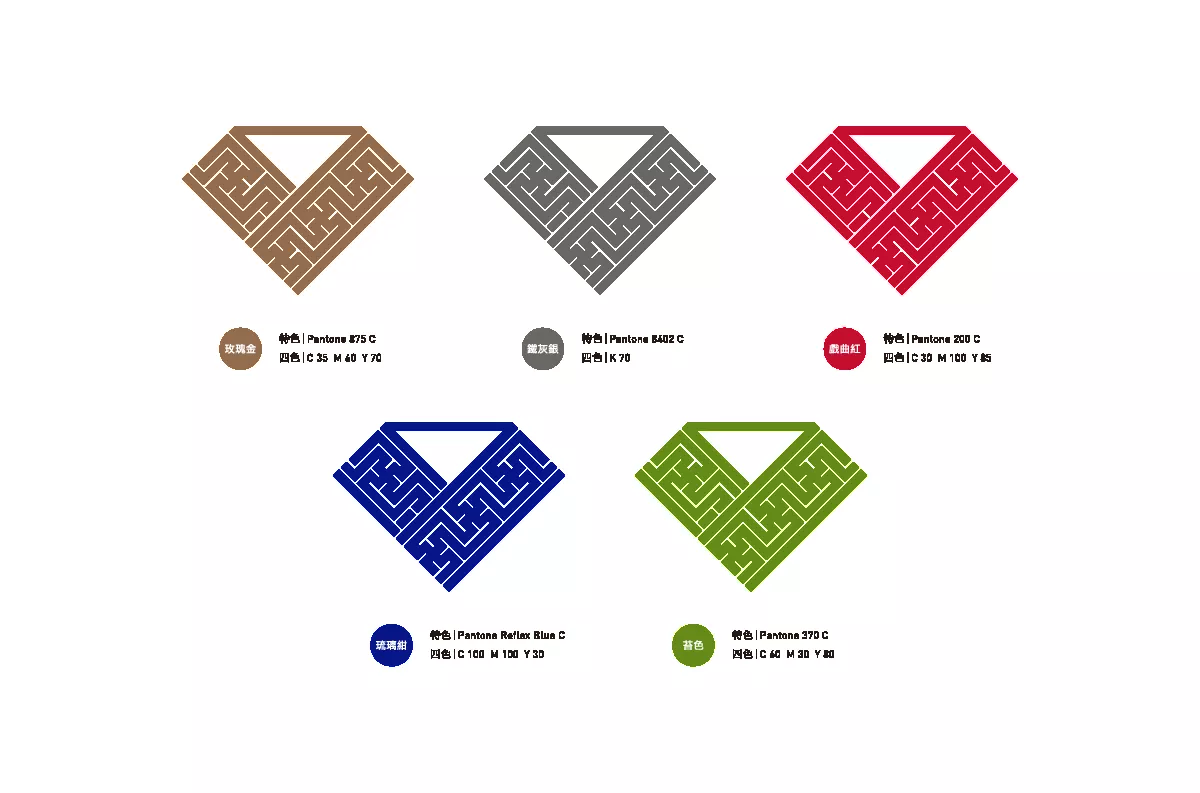 玫瑰金
特色 | Pantone 875 C
四色 | C 35 M 60 Y 70
鐵灰銀
特色 | Pantone 8402 C
四色 | K 70
戲曲紅
特色 | Pantone 200 C
四色 | C 30 M 100 Y 85
琉璃紺
特色 | Pantone Reflex Blue C
四色 | C 100 M 100 Y 30
苔色
特色 | Pantone 370 C
四色 | C 60 M 30 Y 80